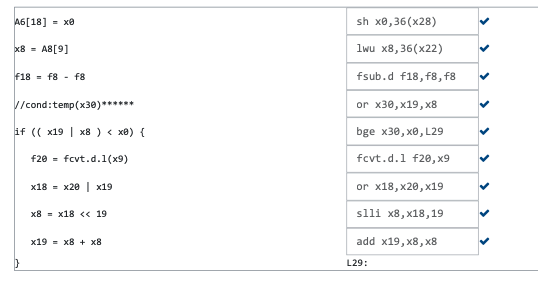 A6[18] = x0 sh x0,36(x28)
x8 = A8[9] lwu x8,36(x22)
f18 = f8 - f8 fsub.d f18,f8,f8
//cond:temp(x30)****** or x30,x19,x8
if (( x19 | x8 ) < x0) { bge x30,x0,L29
f20 = fcvt.d.l(x9) fcvt.d.l f20,x9
x18 = x20 | x19 or x18,x20,x19
x8 = x18 << 19 slli x8,x18,19
x19 = x8 + x8 add x19,x8,x8
} L29: